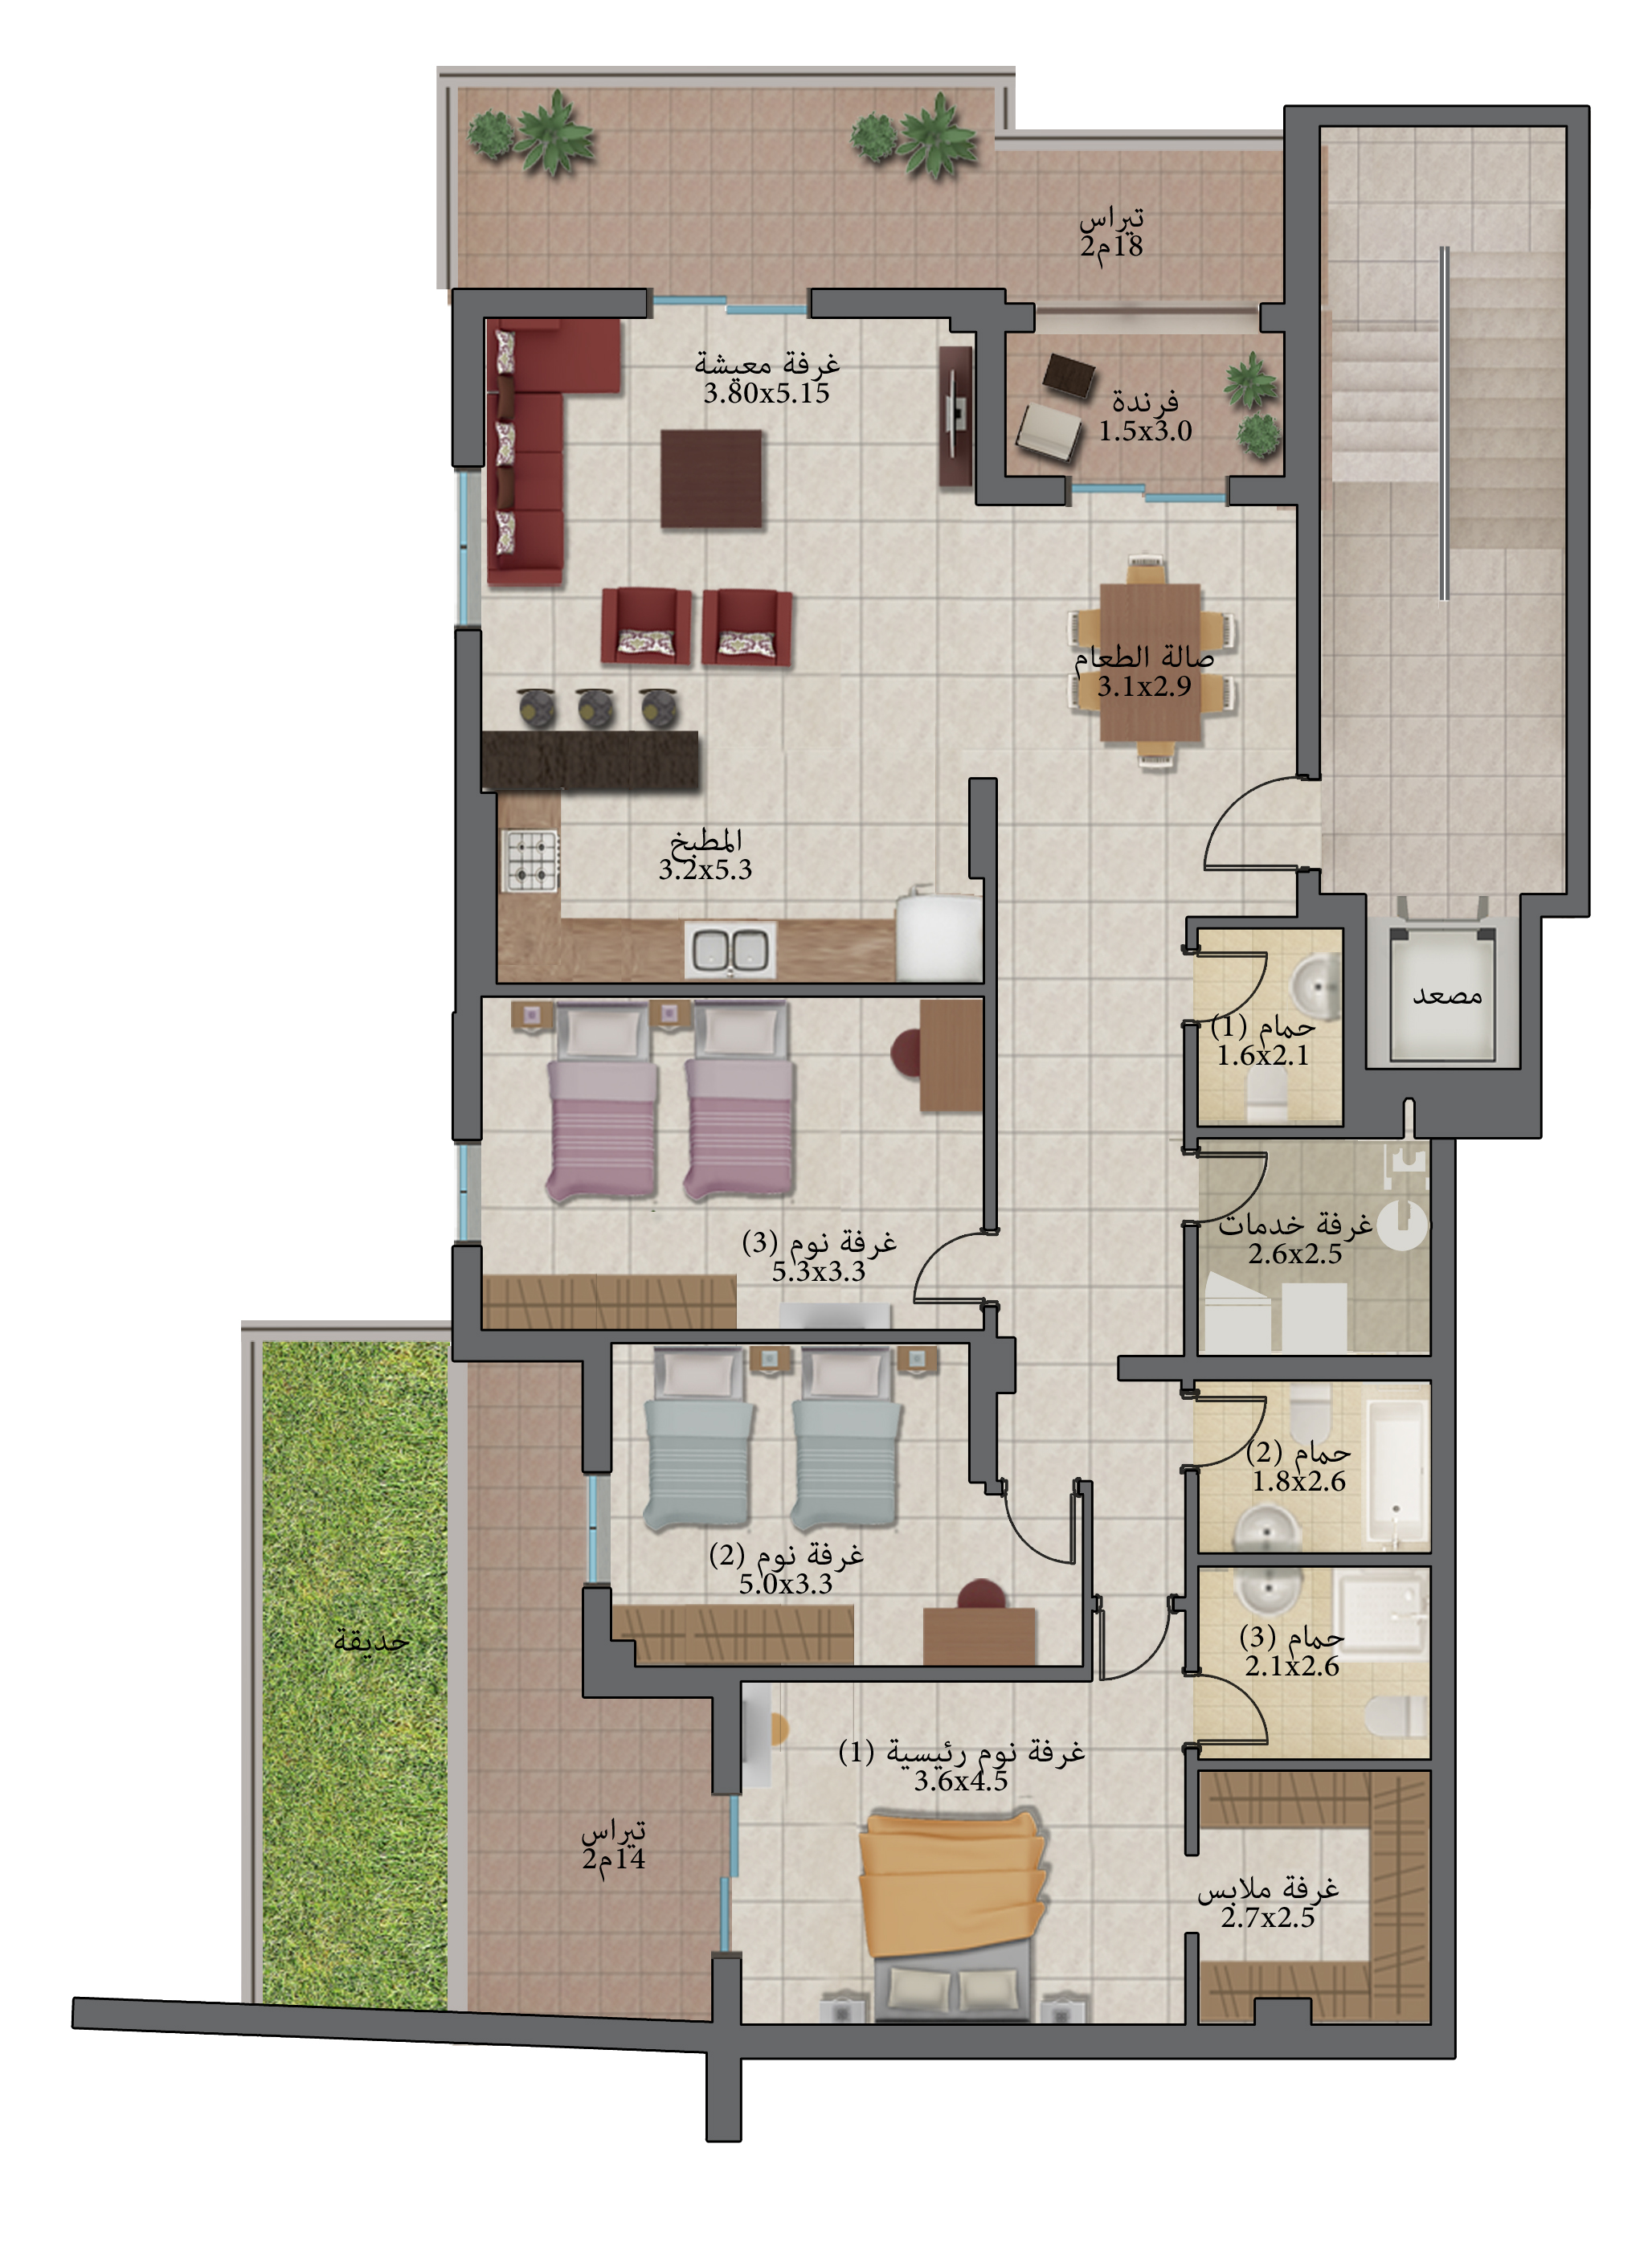 تيراس
18م2
غرفة معيشة
3.80x5.15
فرندة
1.5x3.0
صالة الطعام
3.1x2.9
المطبخ
3.2x5.3
مصعد
حمام (1)
1.6x2.1
غرفة خدمات
2.6x2.5
غرفة نوم (3)
5.3x3.3
حمام (2)
1.8x2.6
غرفة نوم (2)
5.0x3.3
حديقة
حمام (3)
2.1x2.6
غرفة نوم رئيسية (1)
3.6x4.5
تيراس
14م2
غرفة ملابس
2.7x2.5